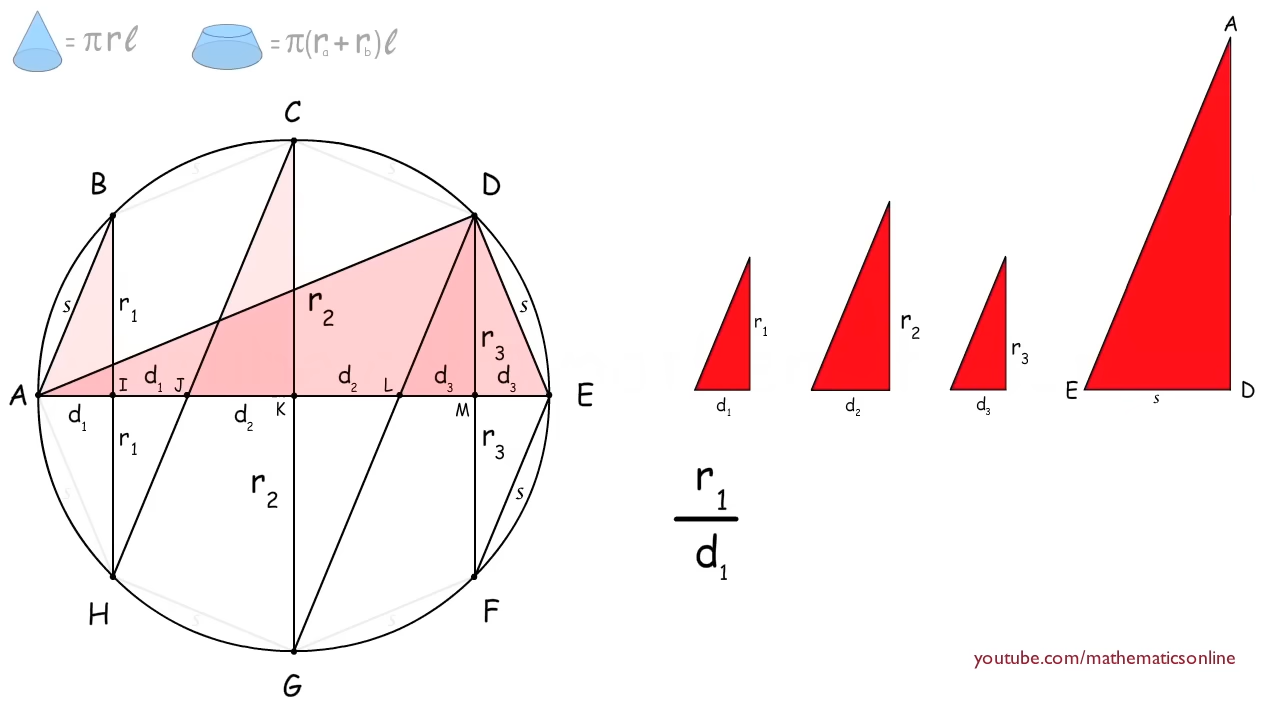 = πrℓ
= π(rₐ + r_b)ℓ
A
C
B
D
s
s
s
s
r₁
r₂
r₃
r₁
r₂
r₃
A
I
d₁
J
d₂
L
d₃
d₃
E
d₁
d₂
K
M
d₁
d₂
d₃
E
s
D
r₁
r₂
r₃
s
s
r₁
d₁
H
F
s
s
G
youtube.com/mathematicsonline